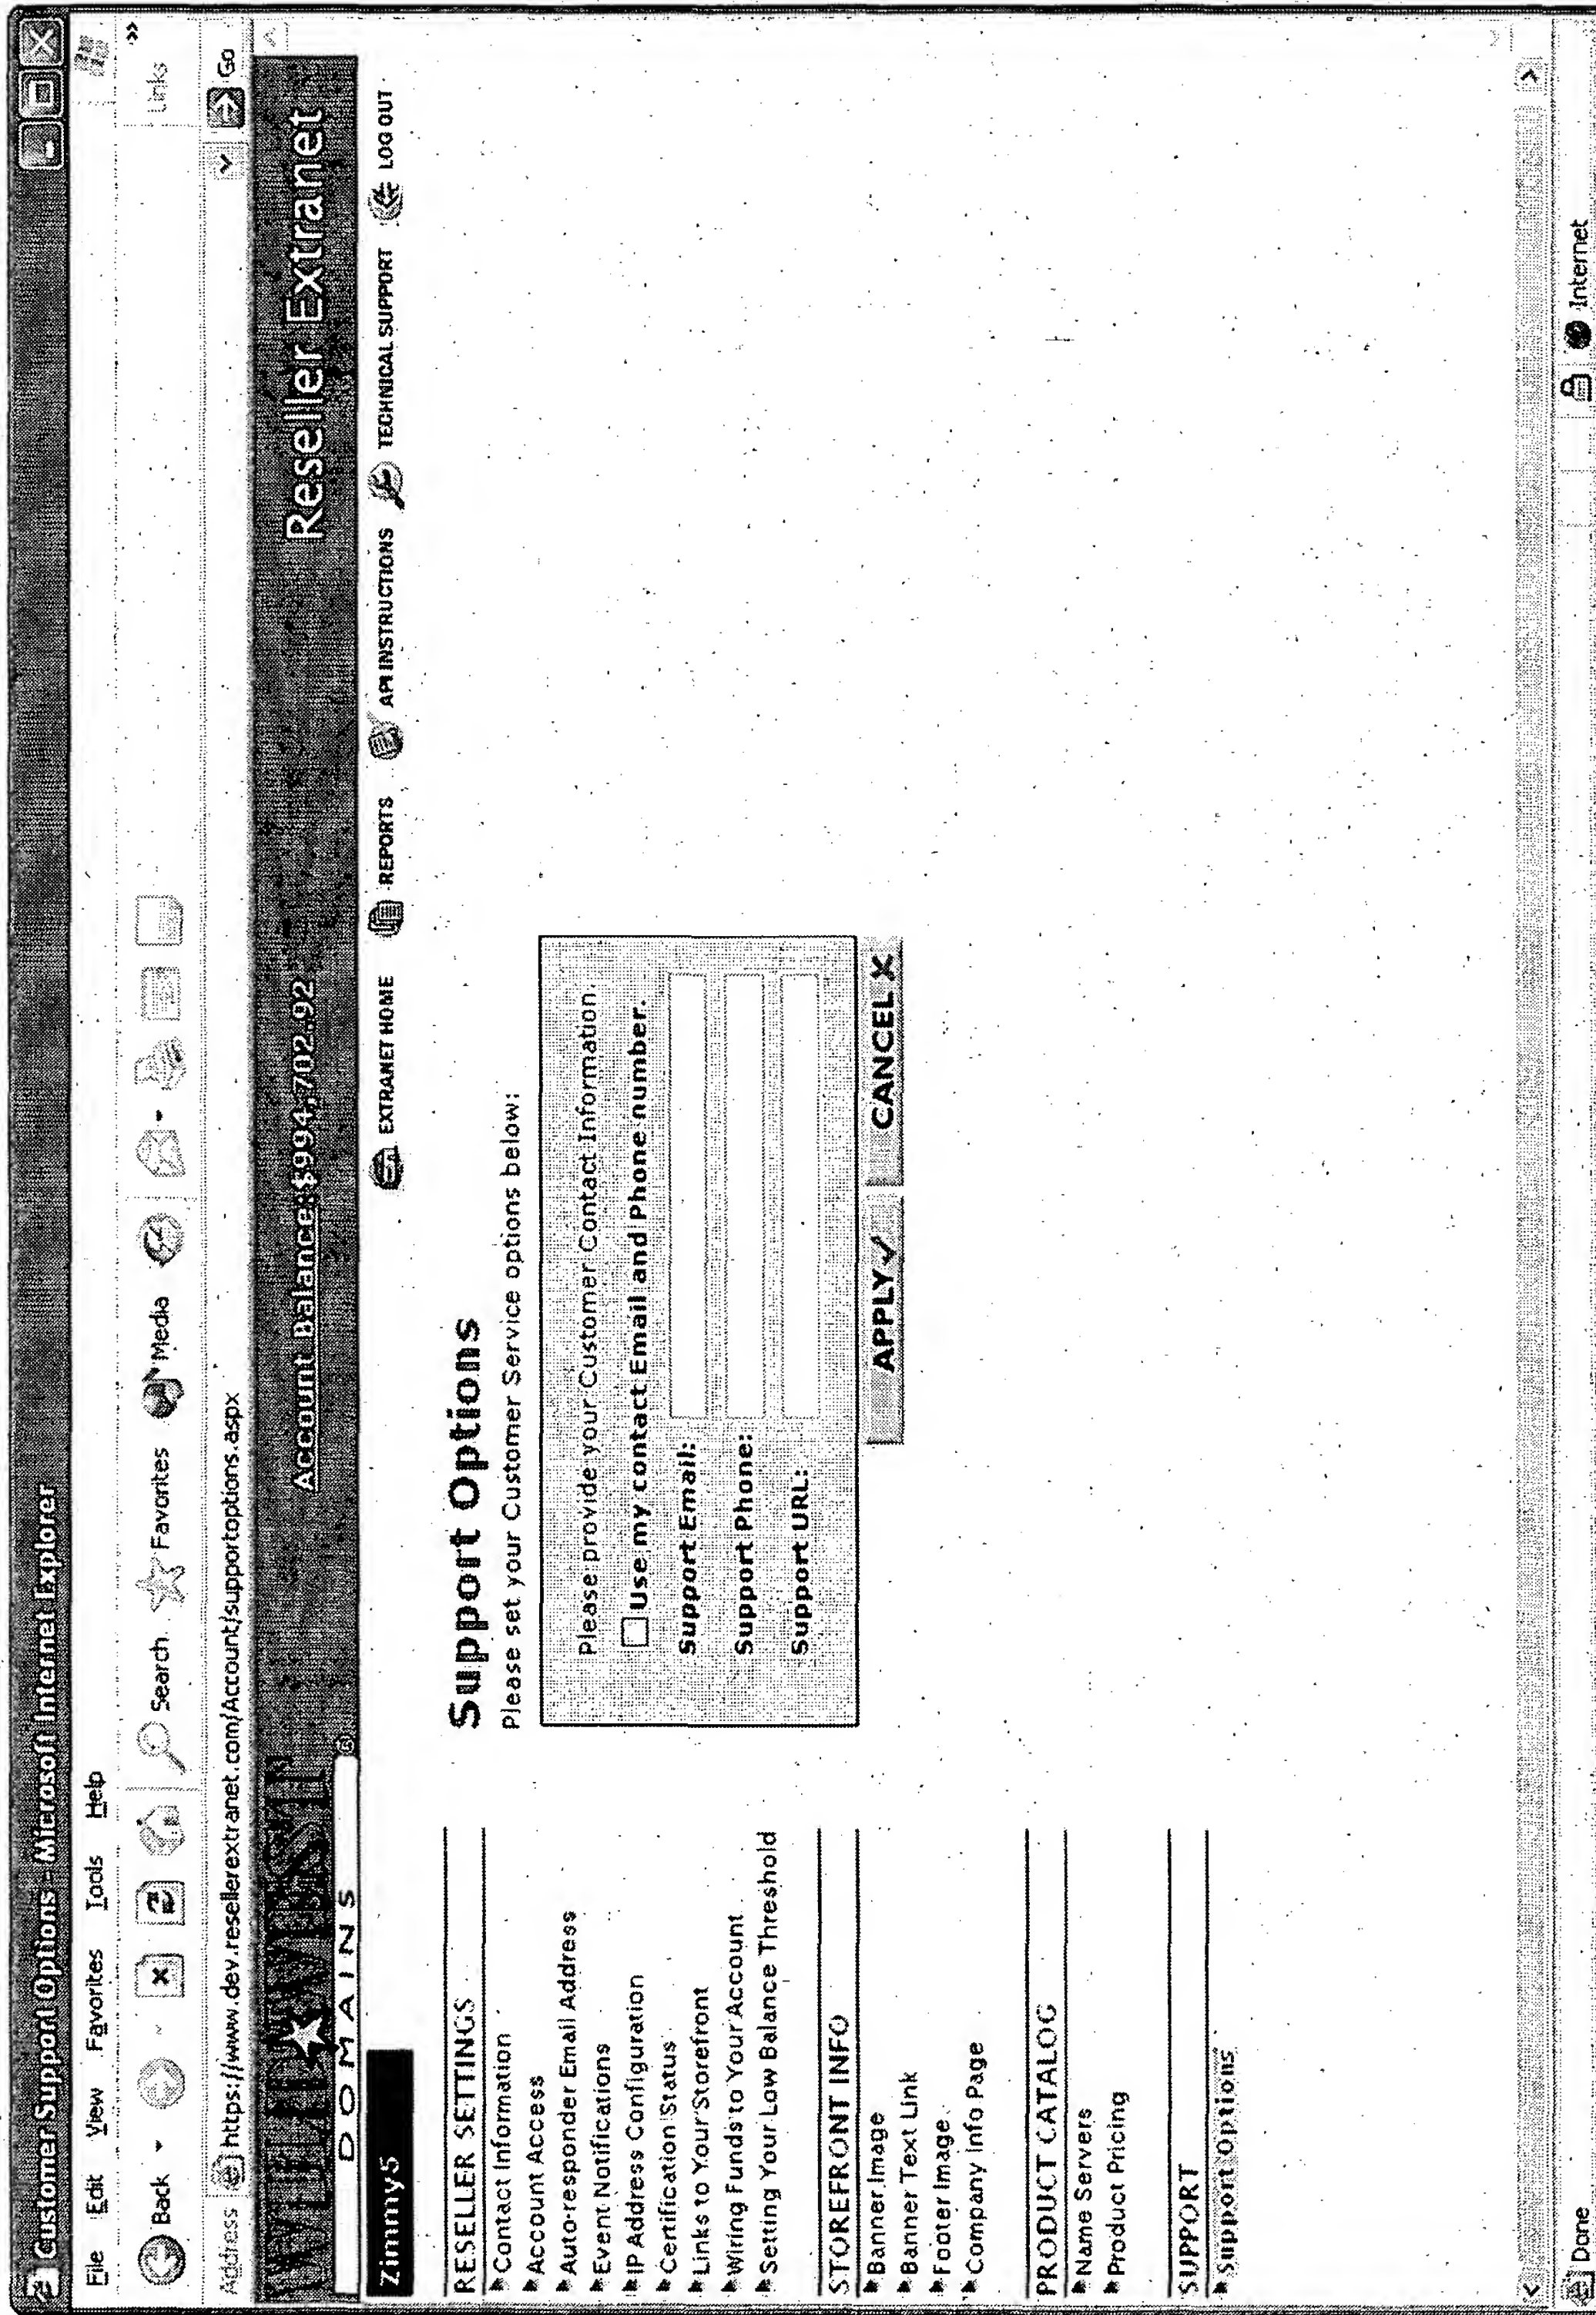 Customer Support Options - Microsoft Internet Explorer
File Edit View Favorites Tools Help
Back Search Favorites Media Links »
Address https://www.dev.resellerextranet.com/Account/supportoptions.aspx Go
WILD WEST Account Balance: $994,702.92 Reseller Extranet
DOMAINS ®
Zimmy5 EXTRANET HOME REPORTS API INSTRUCTIONS TECHNICAL SUPPORT LOG OUT
RESELLER SETTINGS
Contact Information
Account Access
Auto-responder Email Address
Event Notifications
IP Address Configuration
Certification Status
Links to Your Storefront
Wiring Funds to Your Account
Setting Your Low Balance Threshold
STOREFRONT INFO
Banner Image
Banner Text Link
Footer Image
Company Info Page
PRODUCT CATALOG
Name Servers
Product Pricing
SUPPORT
Support Options
Support Options
Please set your Customer Service options below:
Please provide your Customer Contact Information.
Use my contact Email and Phone number.
Support Email:
Support Phone:
Support URL:
APPLY ✓ CANCEL X
Done Internet